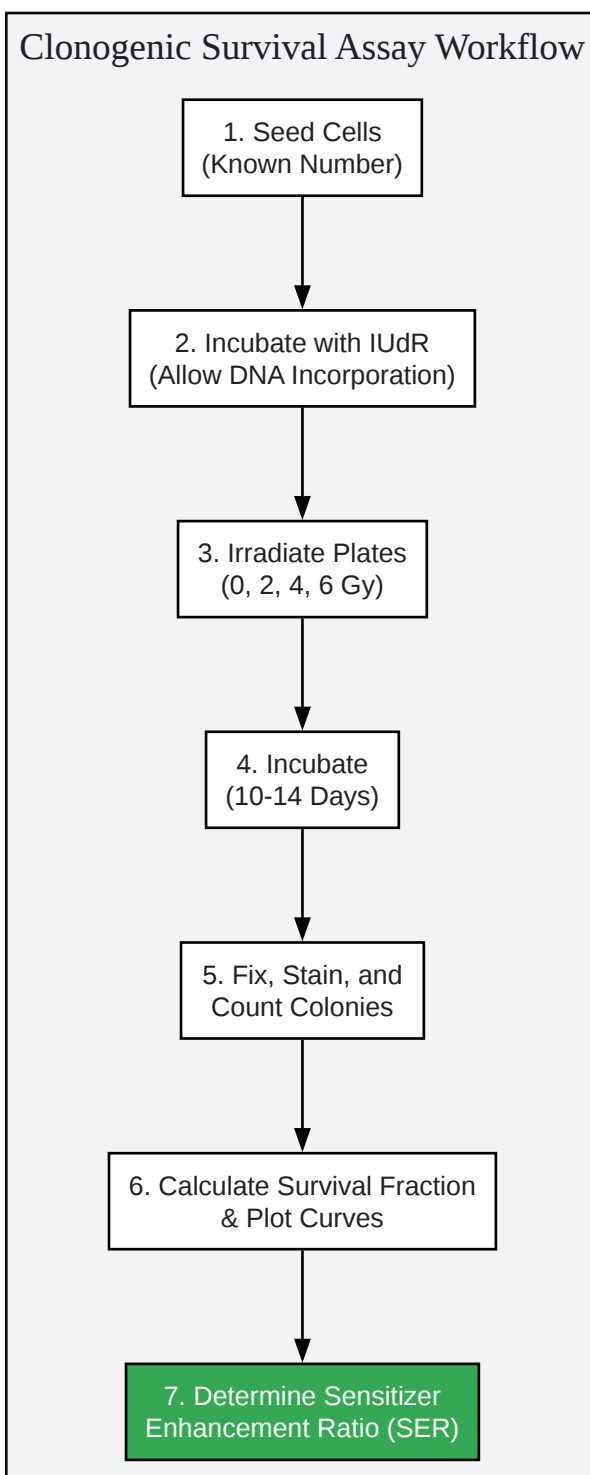 Clonogenic Survival Assay Workflow
1. Seed Cells
(Known Number)
2. Incubate with IUdR
(Allow DNA Incorporation)
3. Irradiate Plates
(0, 2, 4, 6 Gy)
4. Incubate
(10-14 Days)
5. Fix, Stain, and
Count Colonies
6. Calculate Survival Fraction
& Plot Curves
7. Determine Sensitizer
Enhancement Ratio (SER)